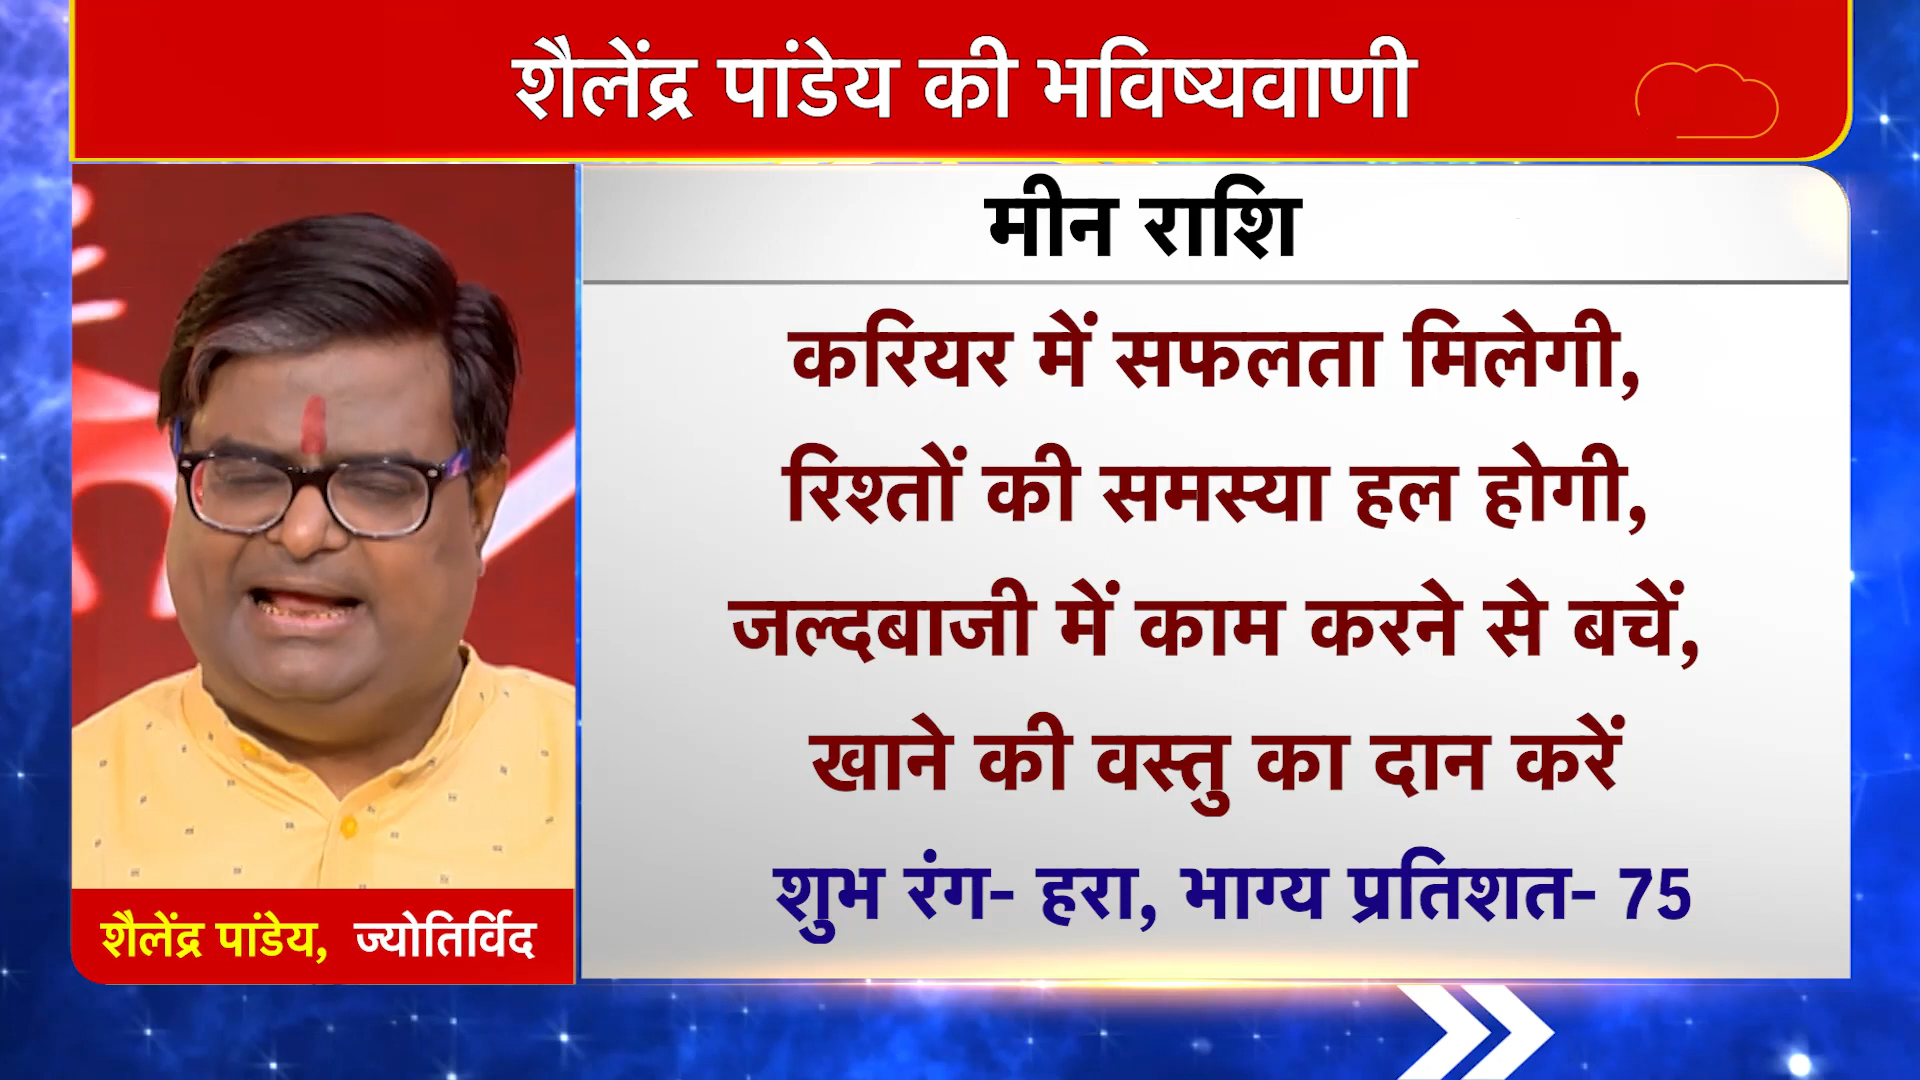 शैलेंद्र पांडेय की भविष्यवाणी
मीन राशि
करियर में सफलता मिलेगी,
रिश्तों की समस्या हल होगी,
जल्दबाजी में काम करने से बचें,
खाने की वस्तु का दान करें
शुभ रंग- हरा, भाग्य प्रतिशत- 75
शैलेंद्र पांडेय, ज्योतिर्विद